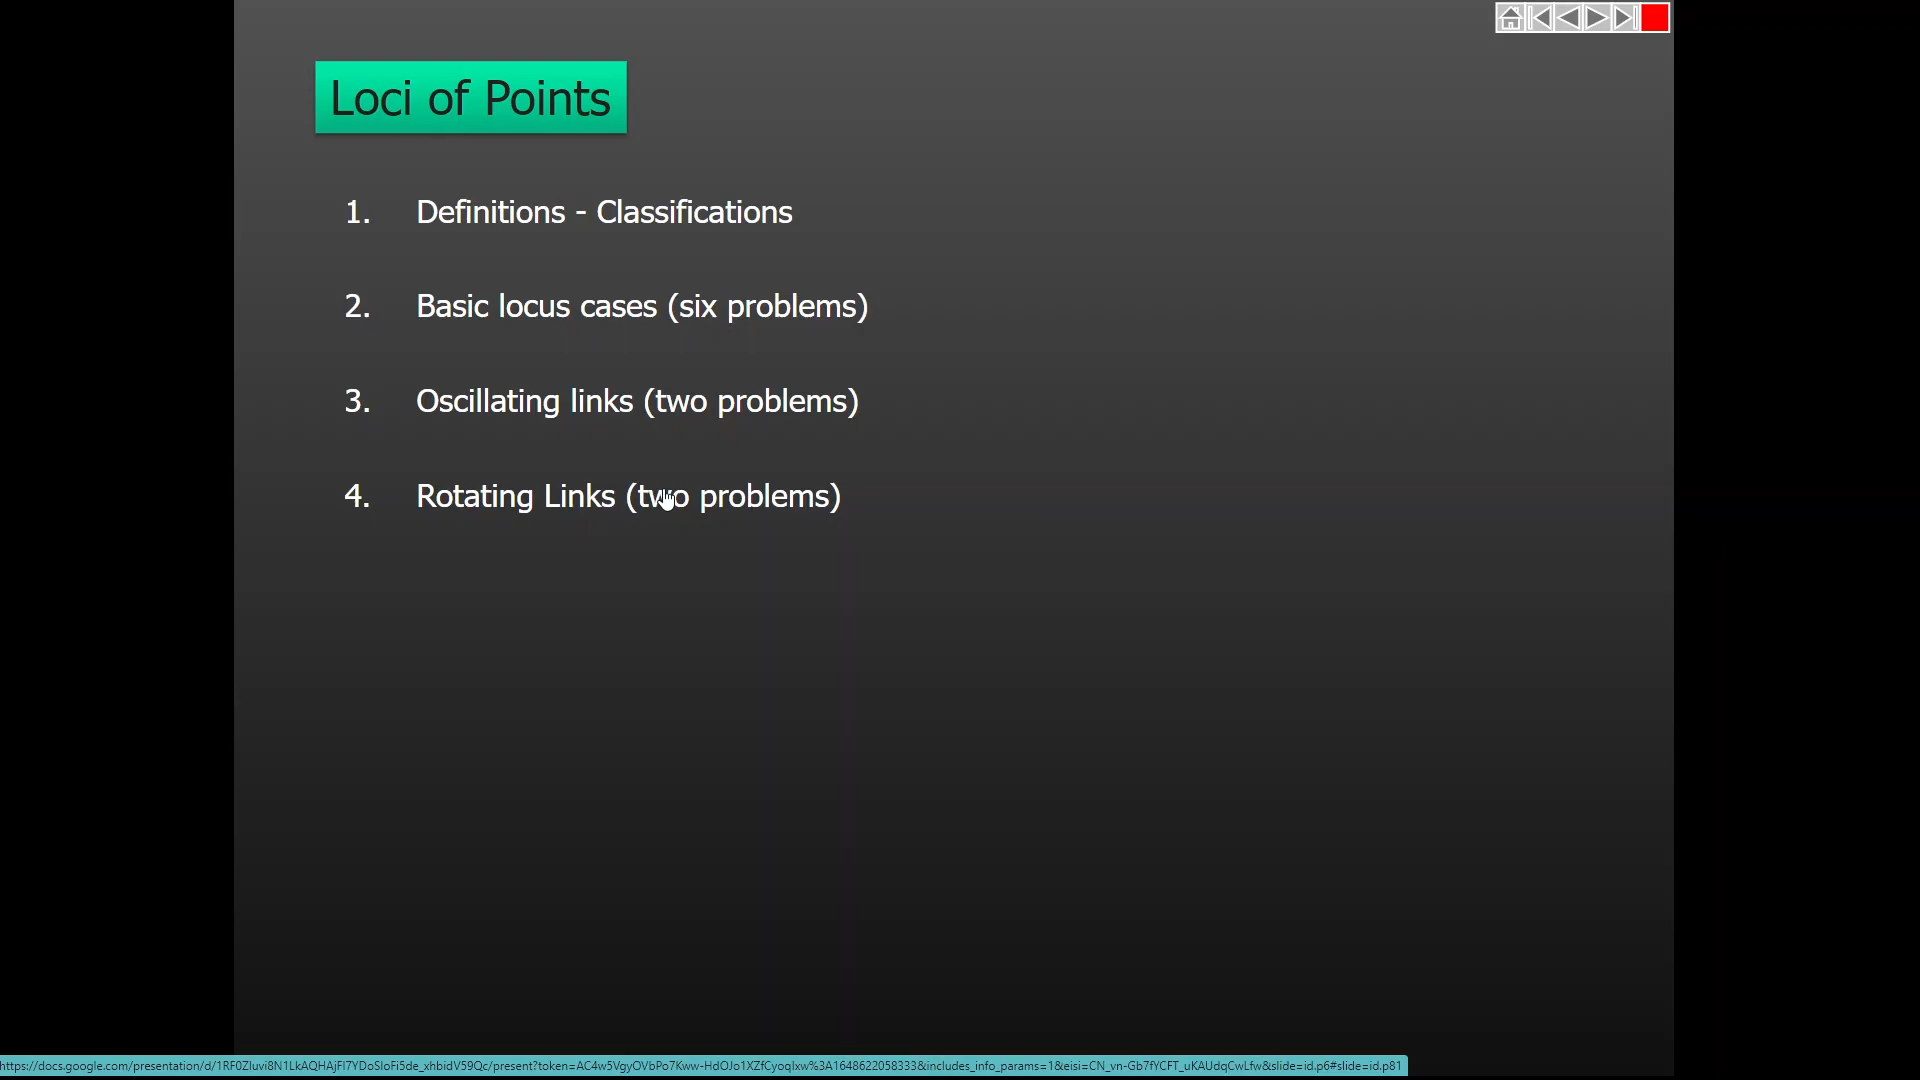 Loci of Points
1. Definitions - Classifications
2. Basic locus cases (six problems)
3. Oscillating links (two problems)
4. Rotating Links (two problems)